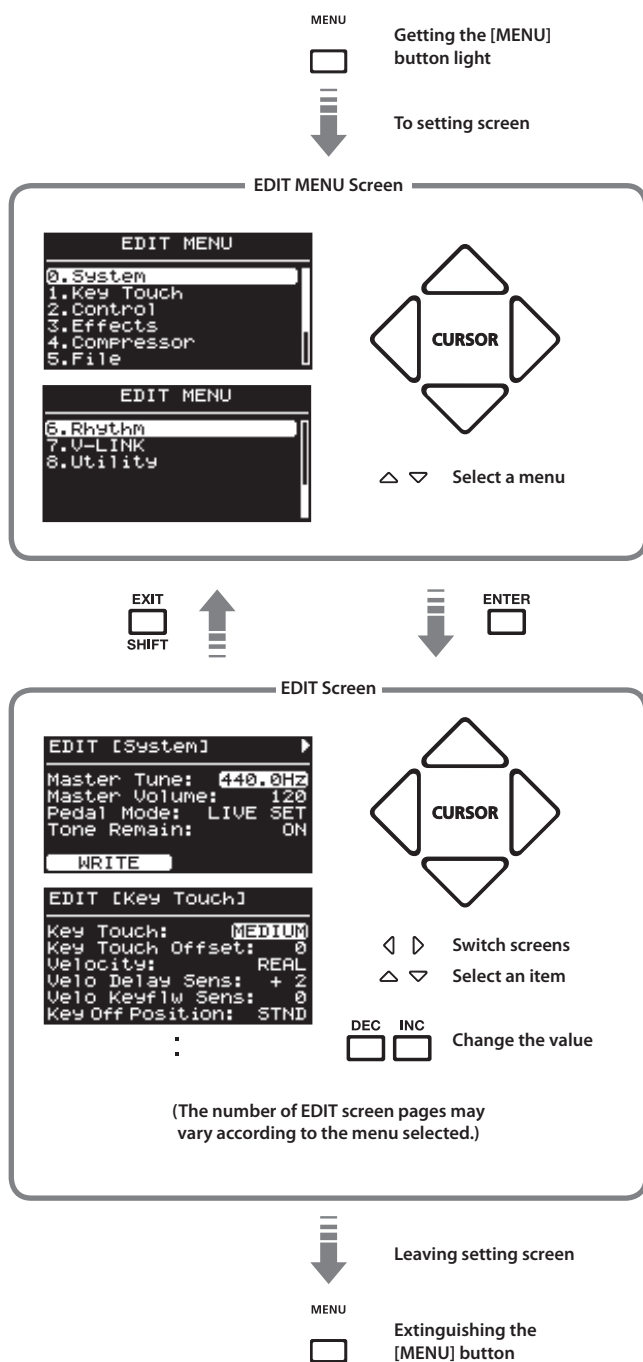 MENU
Getting the [MENU]
button light
To setting screen
EDIT MENU Screen
EDIT MENU
0.System
1.Key Touch
2.Control
3.Effects
4.Compressor
5.File
EDIT MENU
6.Rhythm
7.V-LINK
8.Utility
CURSOR
Select a menu
EXIT
SHIFT
ENTER
EDIT Screen
EDIT [System]
Master Tune: 440.0Hz
Master Volume: 120
Pedal Mode: LIVE SET
Tone Remain: ON
WRITE
EDIT [Key Touch]
Key Touch: MEDIUM
Key Touch Offset: 0
Velocity: REAL
Velo Delay Sens: + 2
Velo Keyflw Sens: 0
Key Off Position: STND
:
CURSOR
Switch screens
Select an item
DEC INC
Change the value
(The number of EDIT screen pages may
vary according to the menu selected.)
Leaving setting screen
MENU
Extinguishing the
[MENU] button